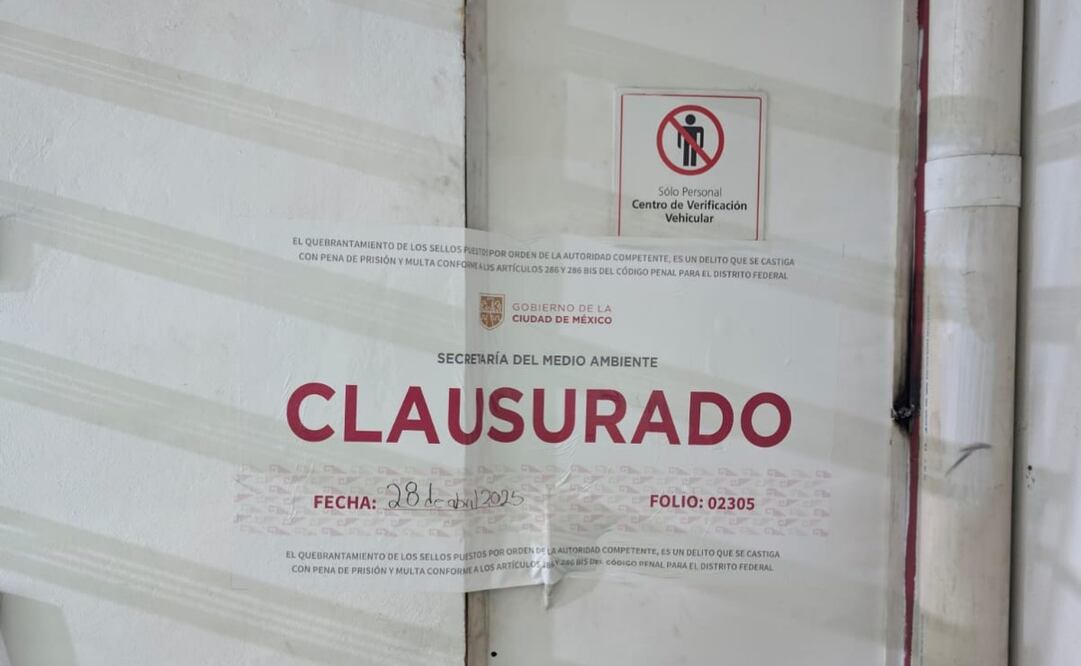 Sólo Personal
Centro de Verificación
Vehicular
EL QUEBRANTAMIENTO DE LOS SELLOS PUESTOS POR ORDEN DE LA AUTORIDAD COMPETENTE, ES UN DELITO QUE SE CASTIGA
CON PENA DE PRISIÓN Y MULTA CONFORME A LOS ARTÍCULOS 286 Y 286 BIS DEL CÓDIGO PENAL PARA EL DISTRITO FEDERAL
GOBIERNO DE LA
CIUDAD DE MÉXICO
SECRETARÍA DEL MEDIO AMBIENTE
CLAUSURADO
FECHA: 28 de abril 2025
FOLIO: 02305
EL QUEBRANTAMIENTO DE LOS SELLOS PUESTOS POR ORDEN DE LA AUTORIDAD COMPETENTE, ES UN DELITO QUE SE CASTIGA
CON PENA DE PRISIÓN Y MULTA CONFORME A LOS ARTÍCULOS 286 Y 286 BIS DEL CÓDIGO PENAL PARA EL DISTRITO FEDERAL